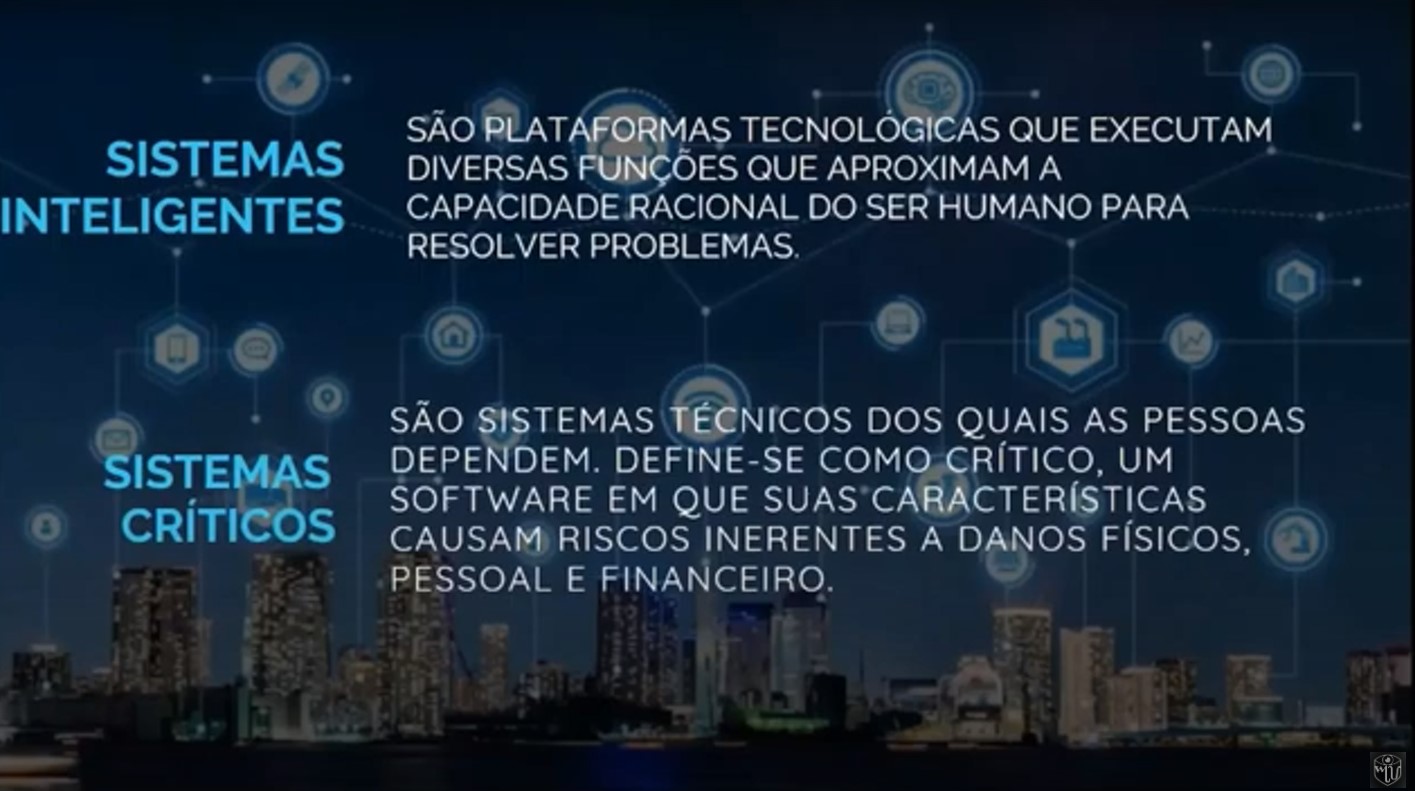 SISTEMAS
INTELIGENTES
SÃO PLATAFORMAS TECNOLÓGICAS QUE EXECUTAM
DIVERSAS FUNÇÕES QUE APROXIMAM A
CAPACIDADE RACIONAL DO SER HUMANO PARA
RESOLVER PROBLEMAS.
SISTEMAS
CRÍTICOS
SÃO SISTEMAS TÉCNICOS DOS QUAIS AS PESSOAS
DEPENDEM. DEFINE-SE COMO CRÍTICO, UM
SOFTWARE EM QUE SUAS CARACTERÍSTICAS
CAUSAM RISCOS INERENTES A DANOS FÍSICOS,
PESSOAL E FINANCEIRO.